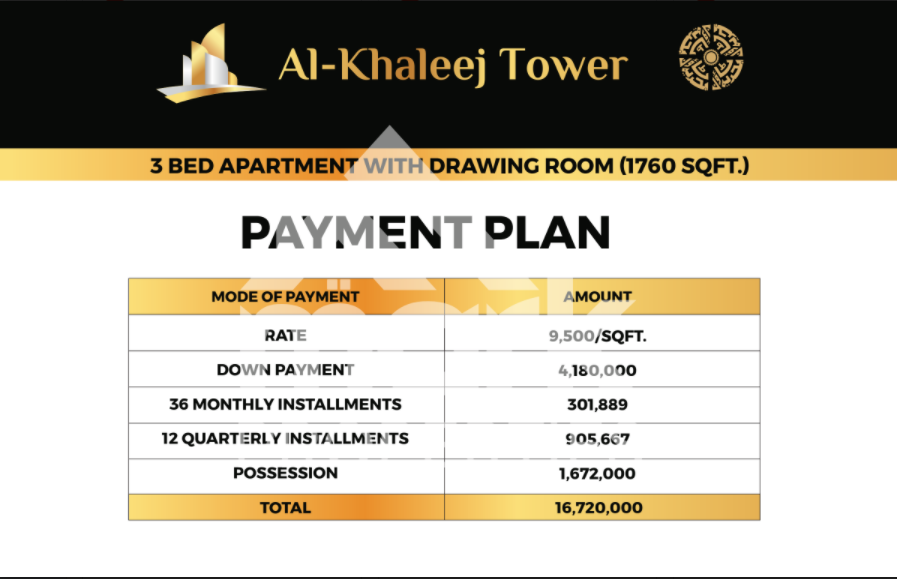 Al-Khaleej Tower
3 BED APARTMENT WITH DRAWING ROOM (1760 SQFT.)
PAYMENT PLAN
MODE OF PAYMENT AMOUNT
RATE 9,500/SQFT.
DOWN PAYMENT 4,180,000
36 MONTHLY INSTALLMENTS 301,889
12 QUARTERLY INSTALLMENTS 905,667
POSSESSION 1,672,000
TOTAL 16,720,000